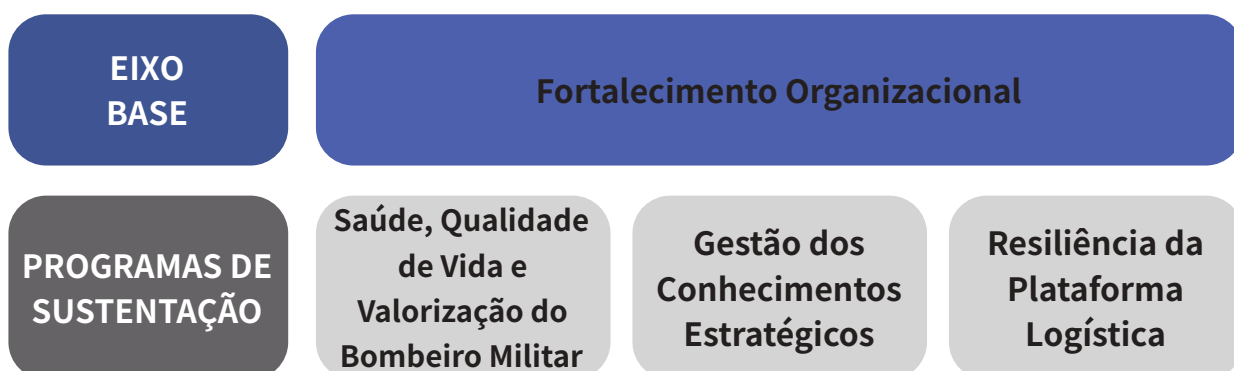 EIXO
BASE
Fortalecimento Organizacional
PROGRAMAS DE
SUSTENTAÇÃO
Saúde, Qualidade
de Vida e
Valorização do
Bombeiro Militar
Gestão dos
Conhecimentos
Estratégicos
Resiliência da
Plataforma
Logística